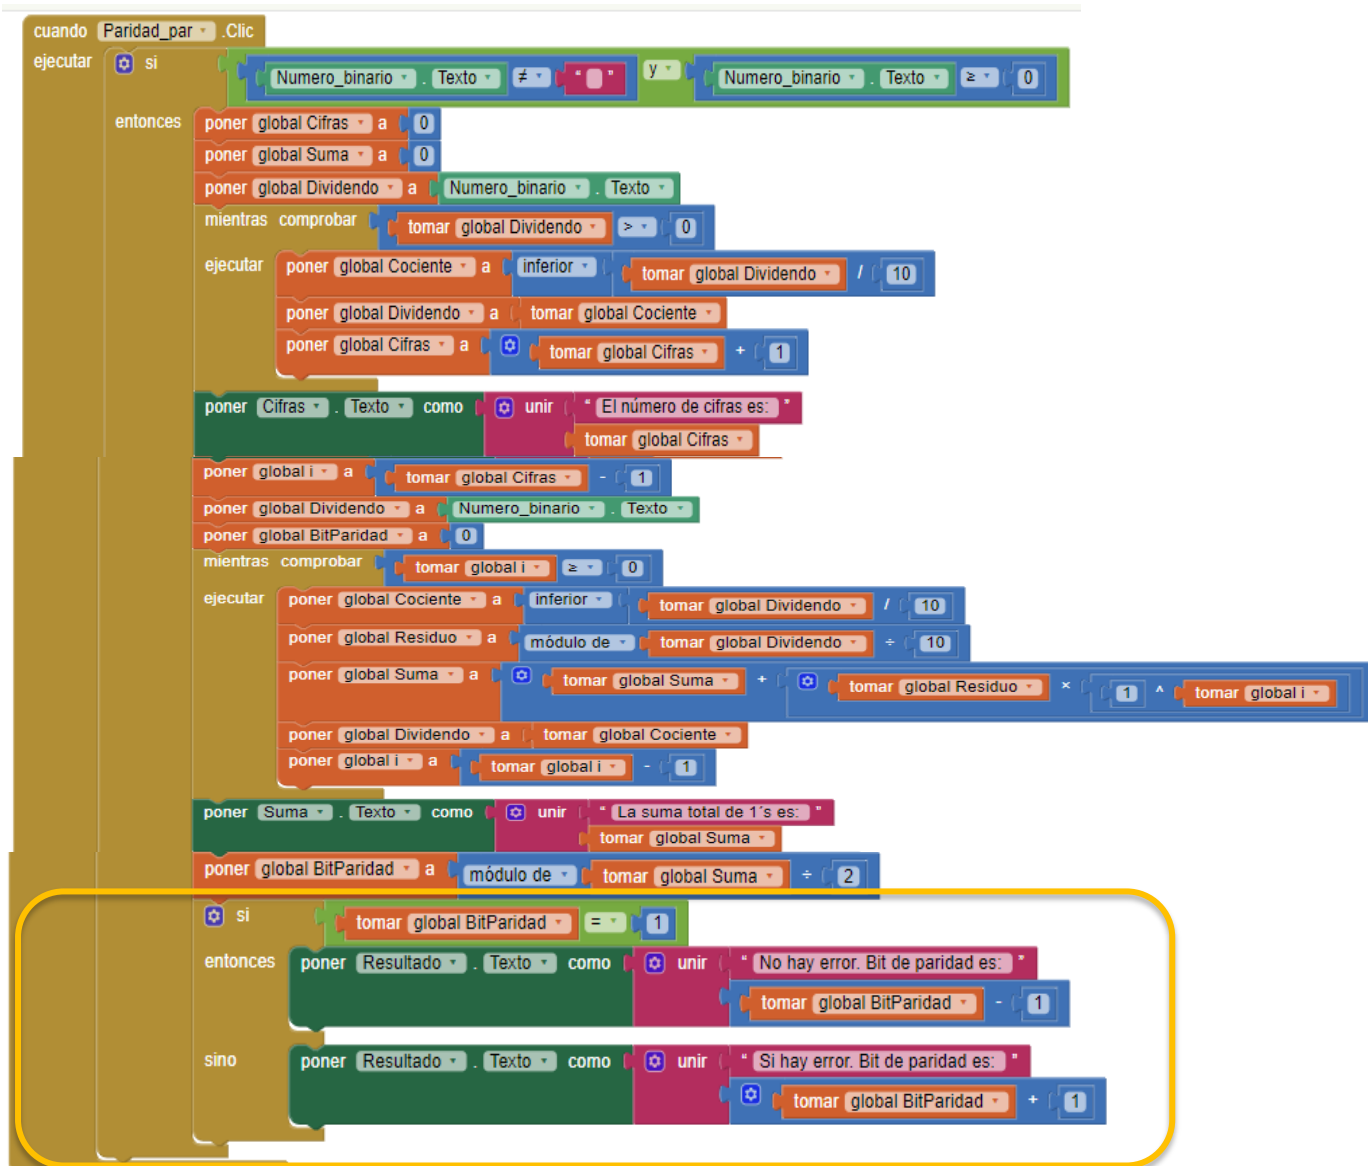 cuando Paridad_par .Clic
ejecutar si Numero_binario . Texto ≠ " " y Numero_binario . Texto ≥ 0
entonces poner global Cifras a 0
poner global Suma a 0
poner global Dividendo a Numero_binario . Texto
mientras comprobar tomar global Dividendo > 0
ejecutar poner global Cociente a inferior tomar global Dividendo / 10
poner global Dividendo a tomar global Cociente
poner global Cifras a tomar global Cifras + 1
poner Cifras . Texto como unir " El número de cifras es: "
tomar global Cifras
poner global i a tomar global Cifras - 1
poner global Dividendo a Numero_binario . Texto
poner global BitParidad a 0
mientras comprobar tomar global i ≥ 0
ejecutar poner global Cociente a inferior tomar global Dividendo / 10
poner global Residuo a módulo de tomar global Dividendo ÷ 10
poner global Suma a tomar global Suma + tomar global Residuo × 1 ^ tomar global i
poner global Dividendo a tomar global Cociente
poner global i a tomar global i - 1
poner Suma . Texto como unir " La suma total de 1´s es: "
tomar global Suma
poner global BitParidad a módulo de tomar global Suma ÷ 2
si tomar global BitParidad = 1
entonces poner Resultado . Texto como unir " No hay error. Bit de paridad es: "
tomar global BitParidad - 1
sino poner Resultado . Texto como unir " Si hay error. Bit de paridad es: "
tomar global BitParidad + 1